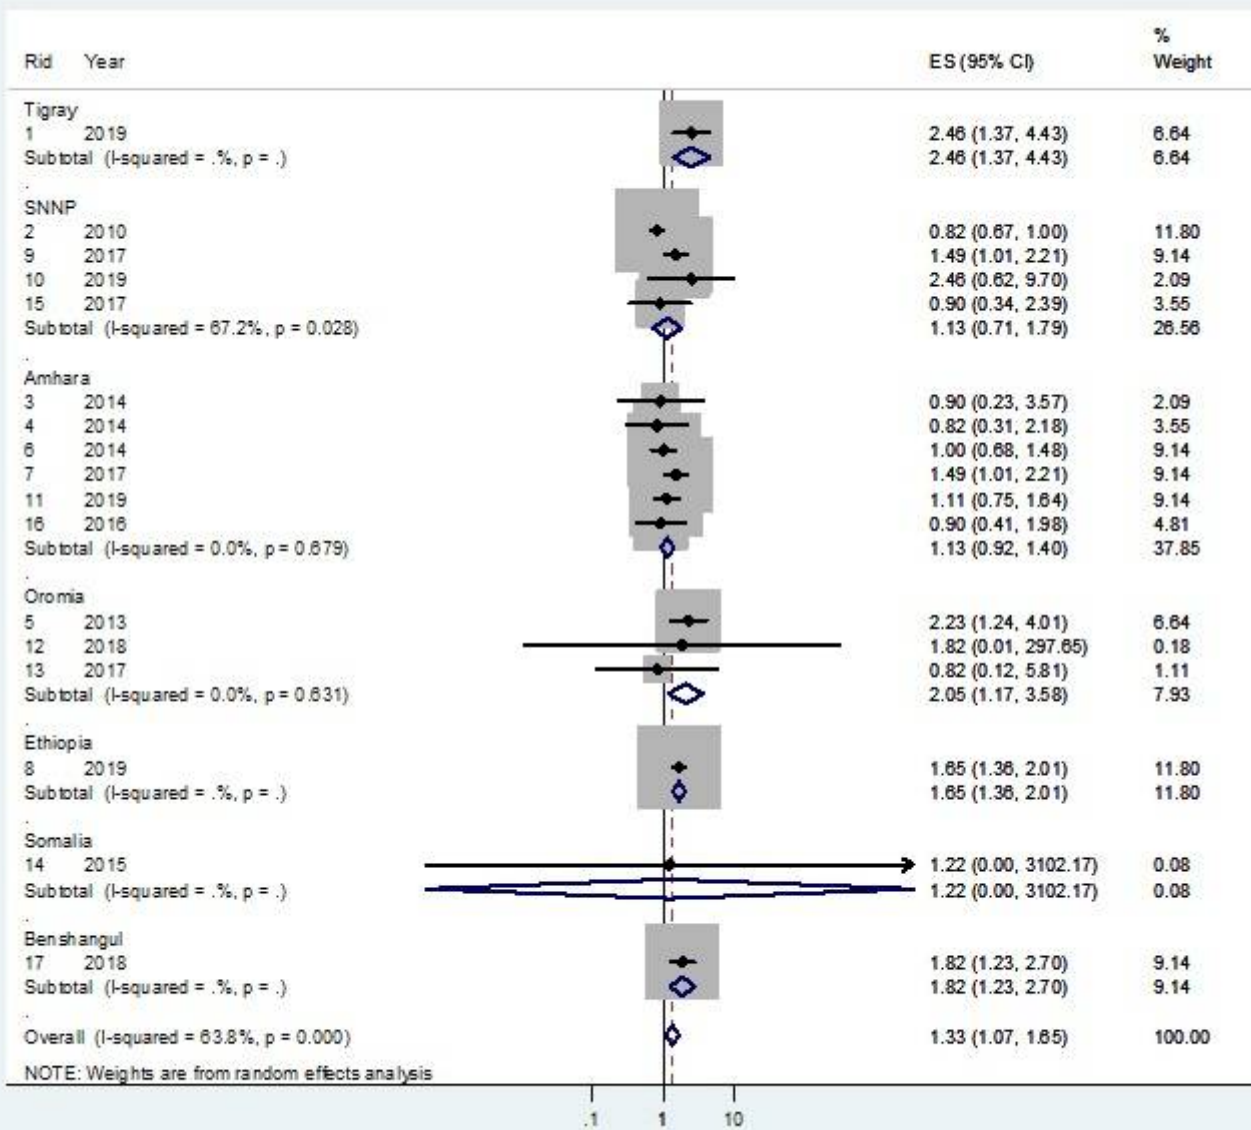 Rid Year ES (95% CI) % Weight
Tigray
1 2019 2.46 (1.37, 4.43) 6.64
Subtotal (I-squared = .%, p = .) 2.46 (1.37, 4.43) 6.64
.
SNNP
2 2010 0.82 (0.67, 1.00) 11.80
9 2017 1.49 (1.01, 2.21) 9.14
10 2019 2.46 (0.62, 9.70) 2.09
15 2017 0.90 (0.34, 2.39) 3.55
Subtotal (I-squared = 67.2%, p = 0.028) 1.13 (0.71, 1.79) 26.56
.
Amhara
3 2014 0.90 (0.23, 3.57) 2.09
4 2014 0.82 (0.31, 2.18) 3.55
6 2014 1.00 (0.68, 1.48) 9.14
7 2017 1.49 (1.01, 2.21) 9.14
11 2019 1.11 (0.75, 1.64) 9.14
16 2016 0.90 (0.41, 1.98) 4.81
Subtotal (I-squared = 0.0%, p = 0.679) 1.13 (0.92, 1.40) 37.85
.
Oromia
5 2013 2.23 (1.24, 4.01) 6.64
12 2018 1.82 (0.01, 297.65) 0.18
13 2017 0.82 (0.12, 5.81) 1.11
Subtotal (I-squared = 0.0%, p = 0.631) 2.05 (1.17, 3.58) 7.93
.
Ethiopia
8 2019 1.65 (1.36, 2.01) 11.80
Subtotal (I-squared = .%, p = .) 1.65 (1.36, 2.01) 11.80
.
Somalia
14 2015 1.22 (0.00, 3102.17) 0.08
Subtotal (I-squared = .%, p = .) 1.22 (0.00, 3102.17) 0.08
.
Benshangul
17 2018 1.82 (1.23, 2.70) 9.14
Subtotal (I-squared = .%, p = .) 1.82 (1.23, 2.70) 9.14
.
Overall (I-squared = 63.8%, p = 0.000) 1.33 (1.07, 1.65) 100.00
NOTE: Weights are from random effects analysis
.1 1 10